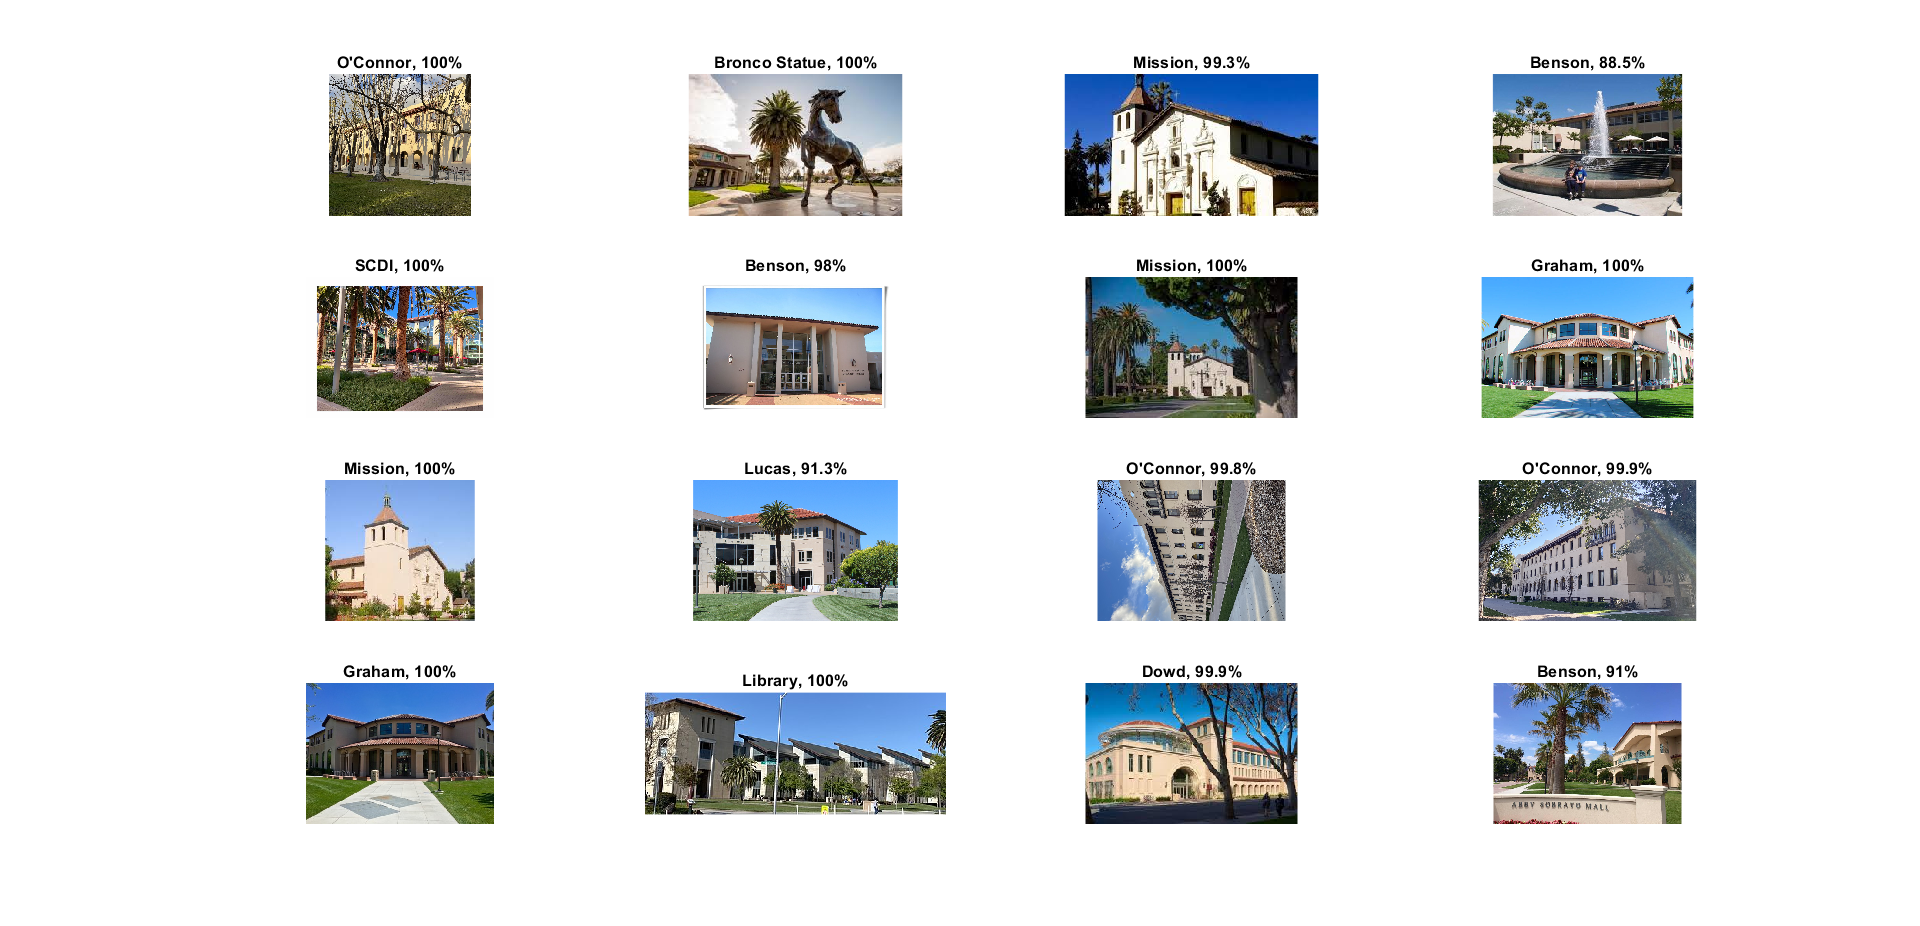 O'Connor, 100%
Bronco Statue, 100%
Mission, 99.3%
Benson, 88.5%
SCDI, 100%
Benson, 98%
Mission, 100%
Graham, 100%
Mission, 100%
Lucas, 91.3%
O'Connor, 99.8%
O'Connor, 99.9%
Graham, 100%
Library, 100%
Dowd, 99.9%
Benson, 91%
ABBY SOBRATO MALL